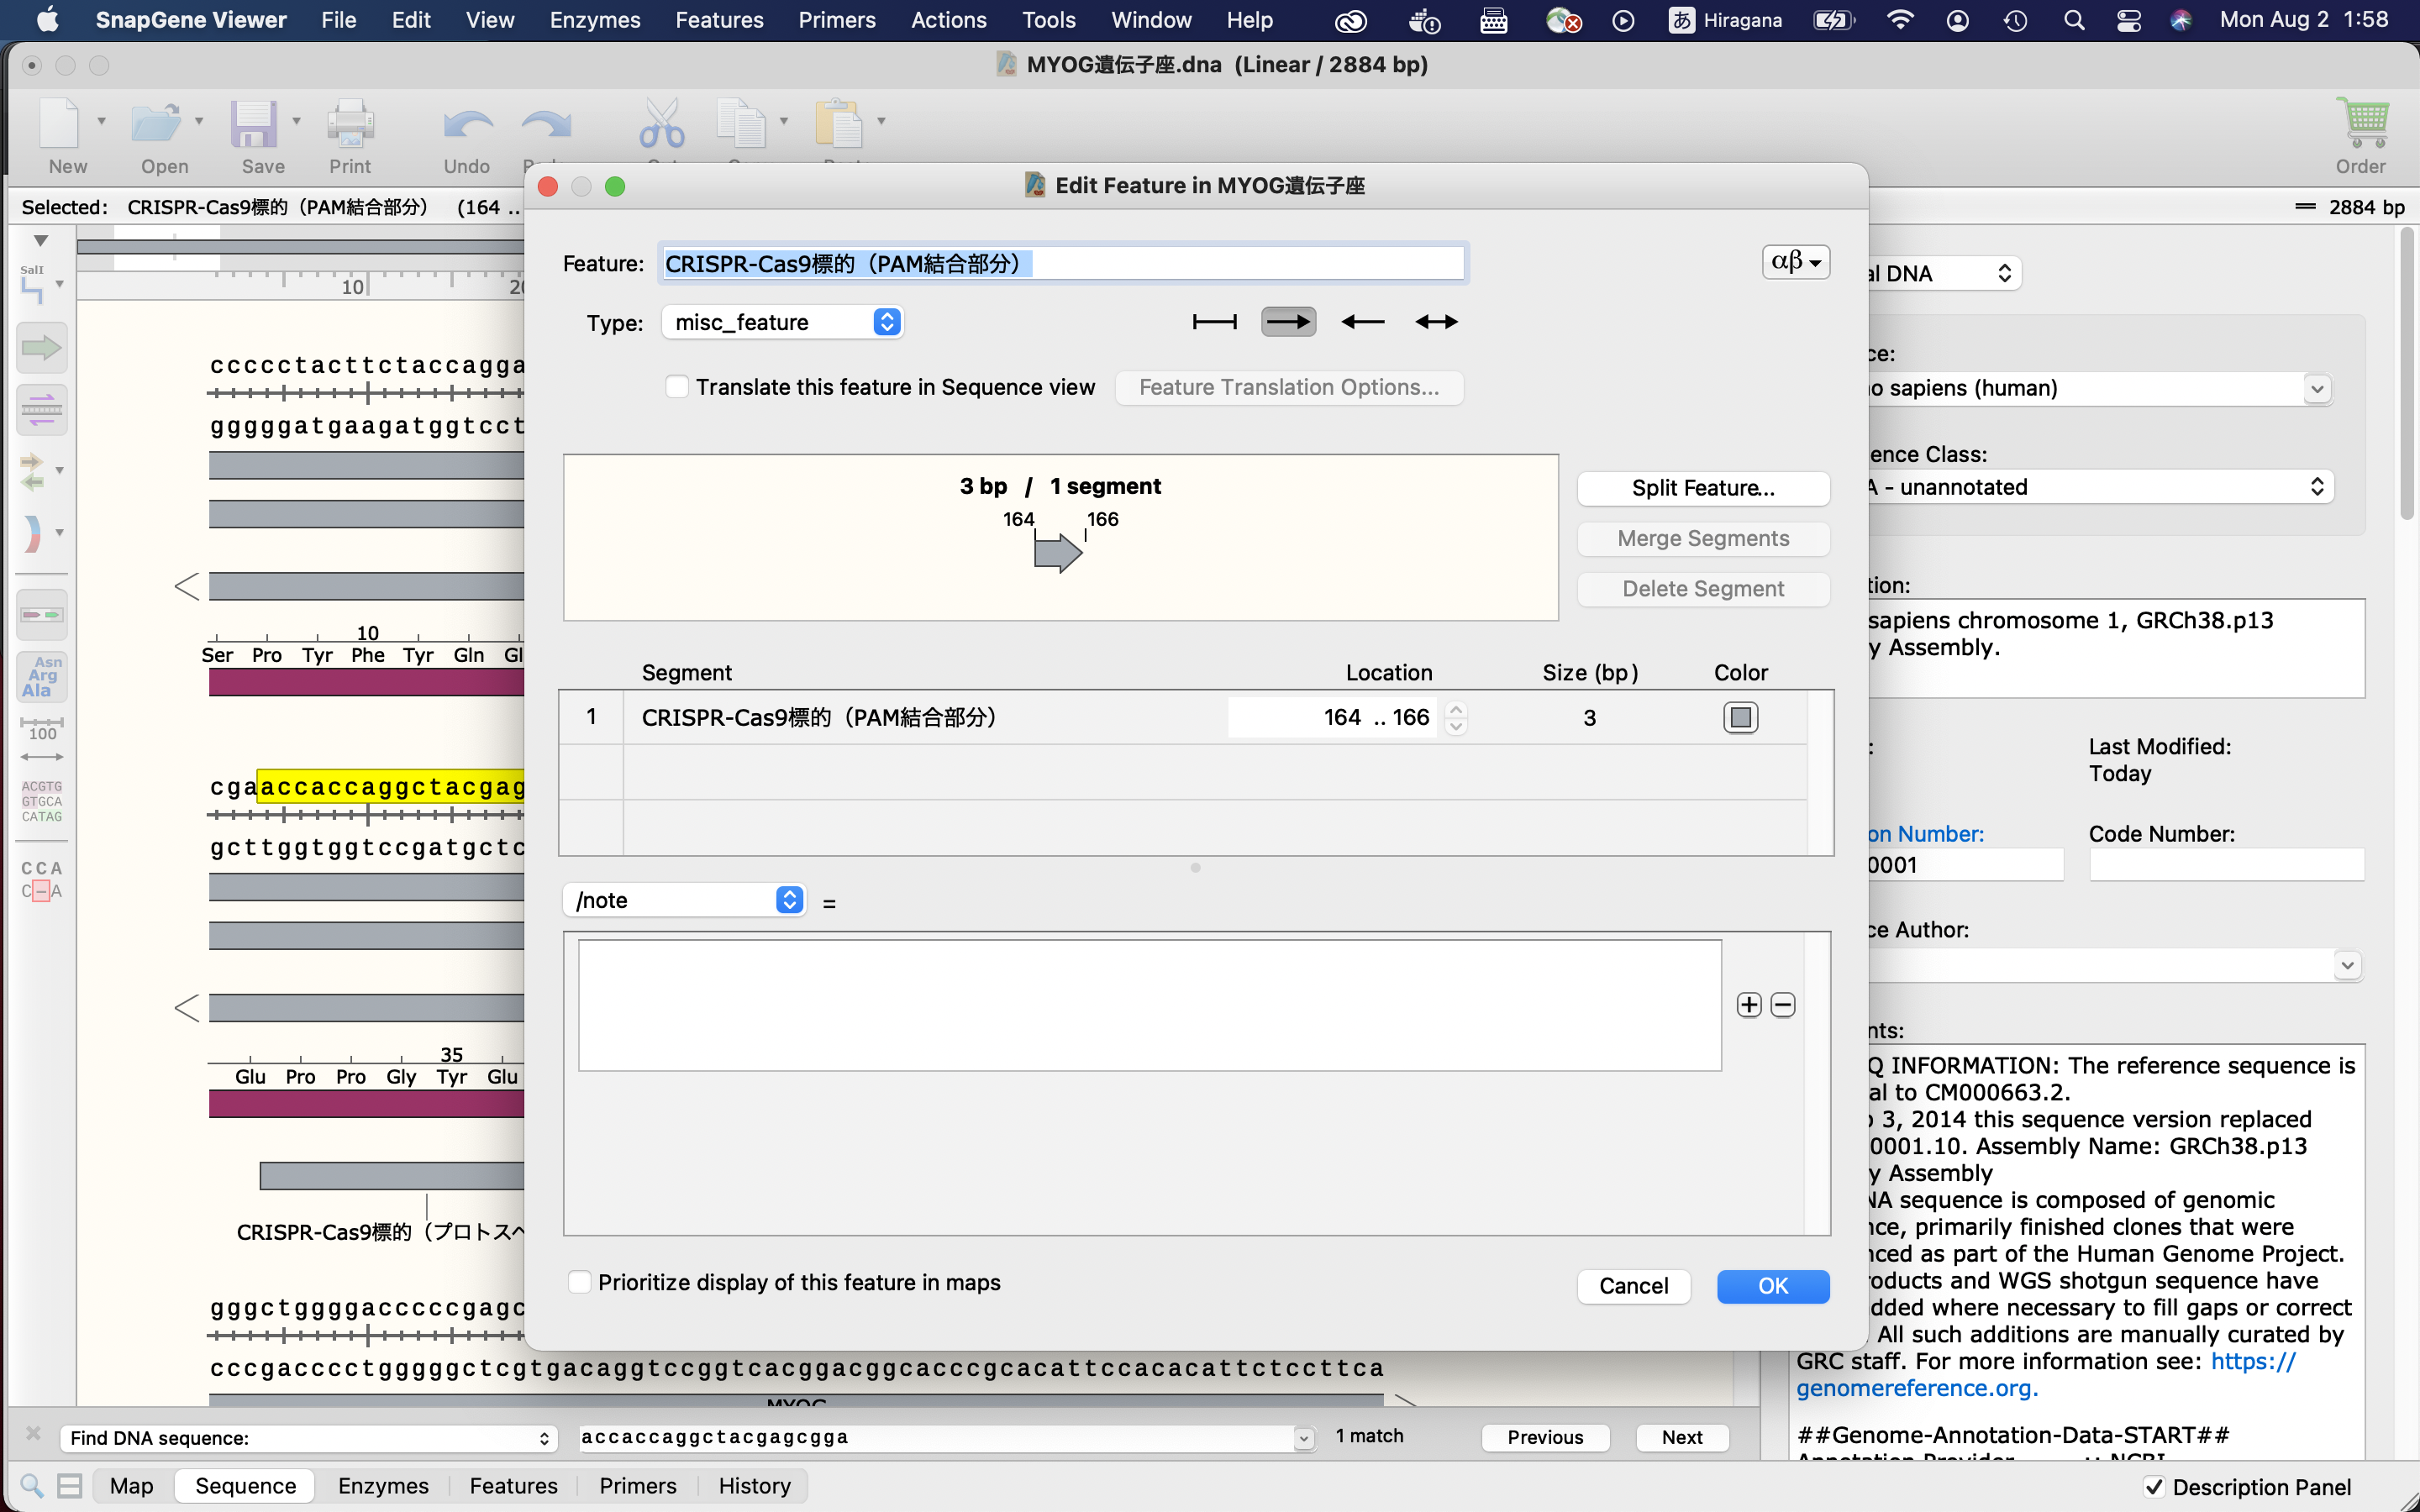 SnapGene Viewer File Edit View Enzymes Features Primers Actions Tools Window Help あ Hiragana Mon Aug 2 1:58
MYOG遺伝子座.dna (Linear / 2884 bp)
New Open Save Print Undo Order
Selected: CRISPR-Cas9標的（PAM結合部分） (164 ..
2884 bp
Edit Feature in MYOG遺伝子座
Feature: CRISPR-Cas9標的（PAM結合部分）
αβ
Type: misc_feature
Translate this feature in Sequence view
Feature Translation Options...
3 bp / 1 segment
164 166
Split Feature...
Merge Segments
Delete Segment
Segment Location Size (bp) Color
1 CRISPR-Cas9標的（PAM結合部分） 164 .. 166 3
/note =
Prioritize display of this feature in maps
Cancel OK
SalI
Asn
Arg
Ala
100
ACGTG
GTGCA
CATAG
CCA
C–A
10
cccccctacttctaccagga
gggggatgaagatggtcct
10
Ser Pro Tyr Phe Tyr Gln
cgaaccaccaggctacgag
gcttggtggtccgatgctc
35
Glu Pro Pro Gly Tyr Glu
CRISPR-Cas9標的（プロトスペ
gggctggggacccccgagc
cccgacccctgggggctcgtgacaggtccggtcacggacggcacccgcacattccacacattctccttca
MYOG
al DNA
ce:
o sapiens (human)
ence Class:
A - unannotated
tion:
sapiens chromosome 1, GRCh38.p13
y Assembly.
Last Modified:
Today
on Number:
0001
Code Number:
ce Author:
nts:
Q INFORMATION: The reference sequence is
al to CM000663.2.
3, 2014 this sequence version replaced
0001.10. Assembly Name: GRCh38.p13
y Assembly
NA sequence is composed of genomic
nce, primarily finished clones that were
nced as part of the Human Genome Project.
roducts and WGS shotgun sequence have
dded where necessary to fill gaps or correct
All such additions are manually curated by
GRC staff. For more information see: https://
genomereference.org.
##Genome-Annotation-Data-START##
Find DNA sequence: accaccaggctacgagcgga 1 match Previous Next
Map Sequence Enzymes Features Primers History
Description Panel